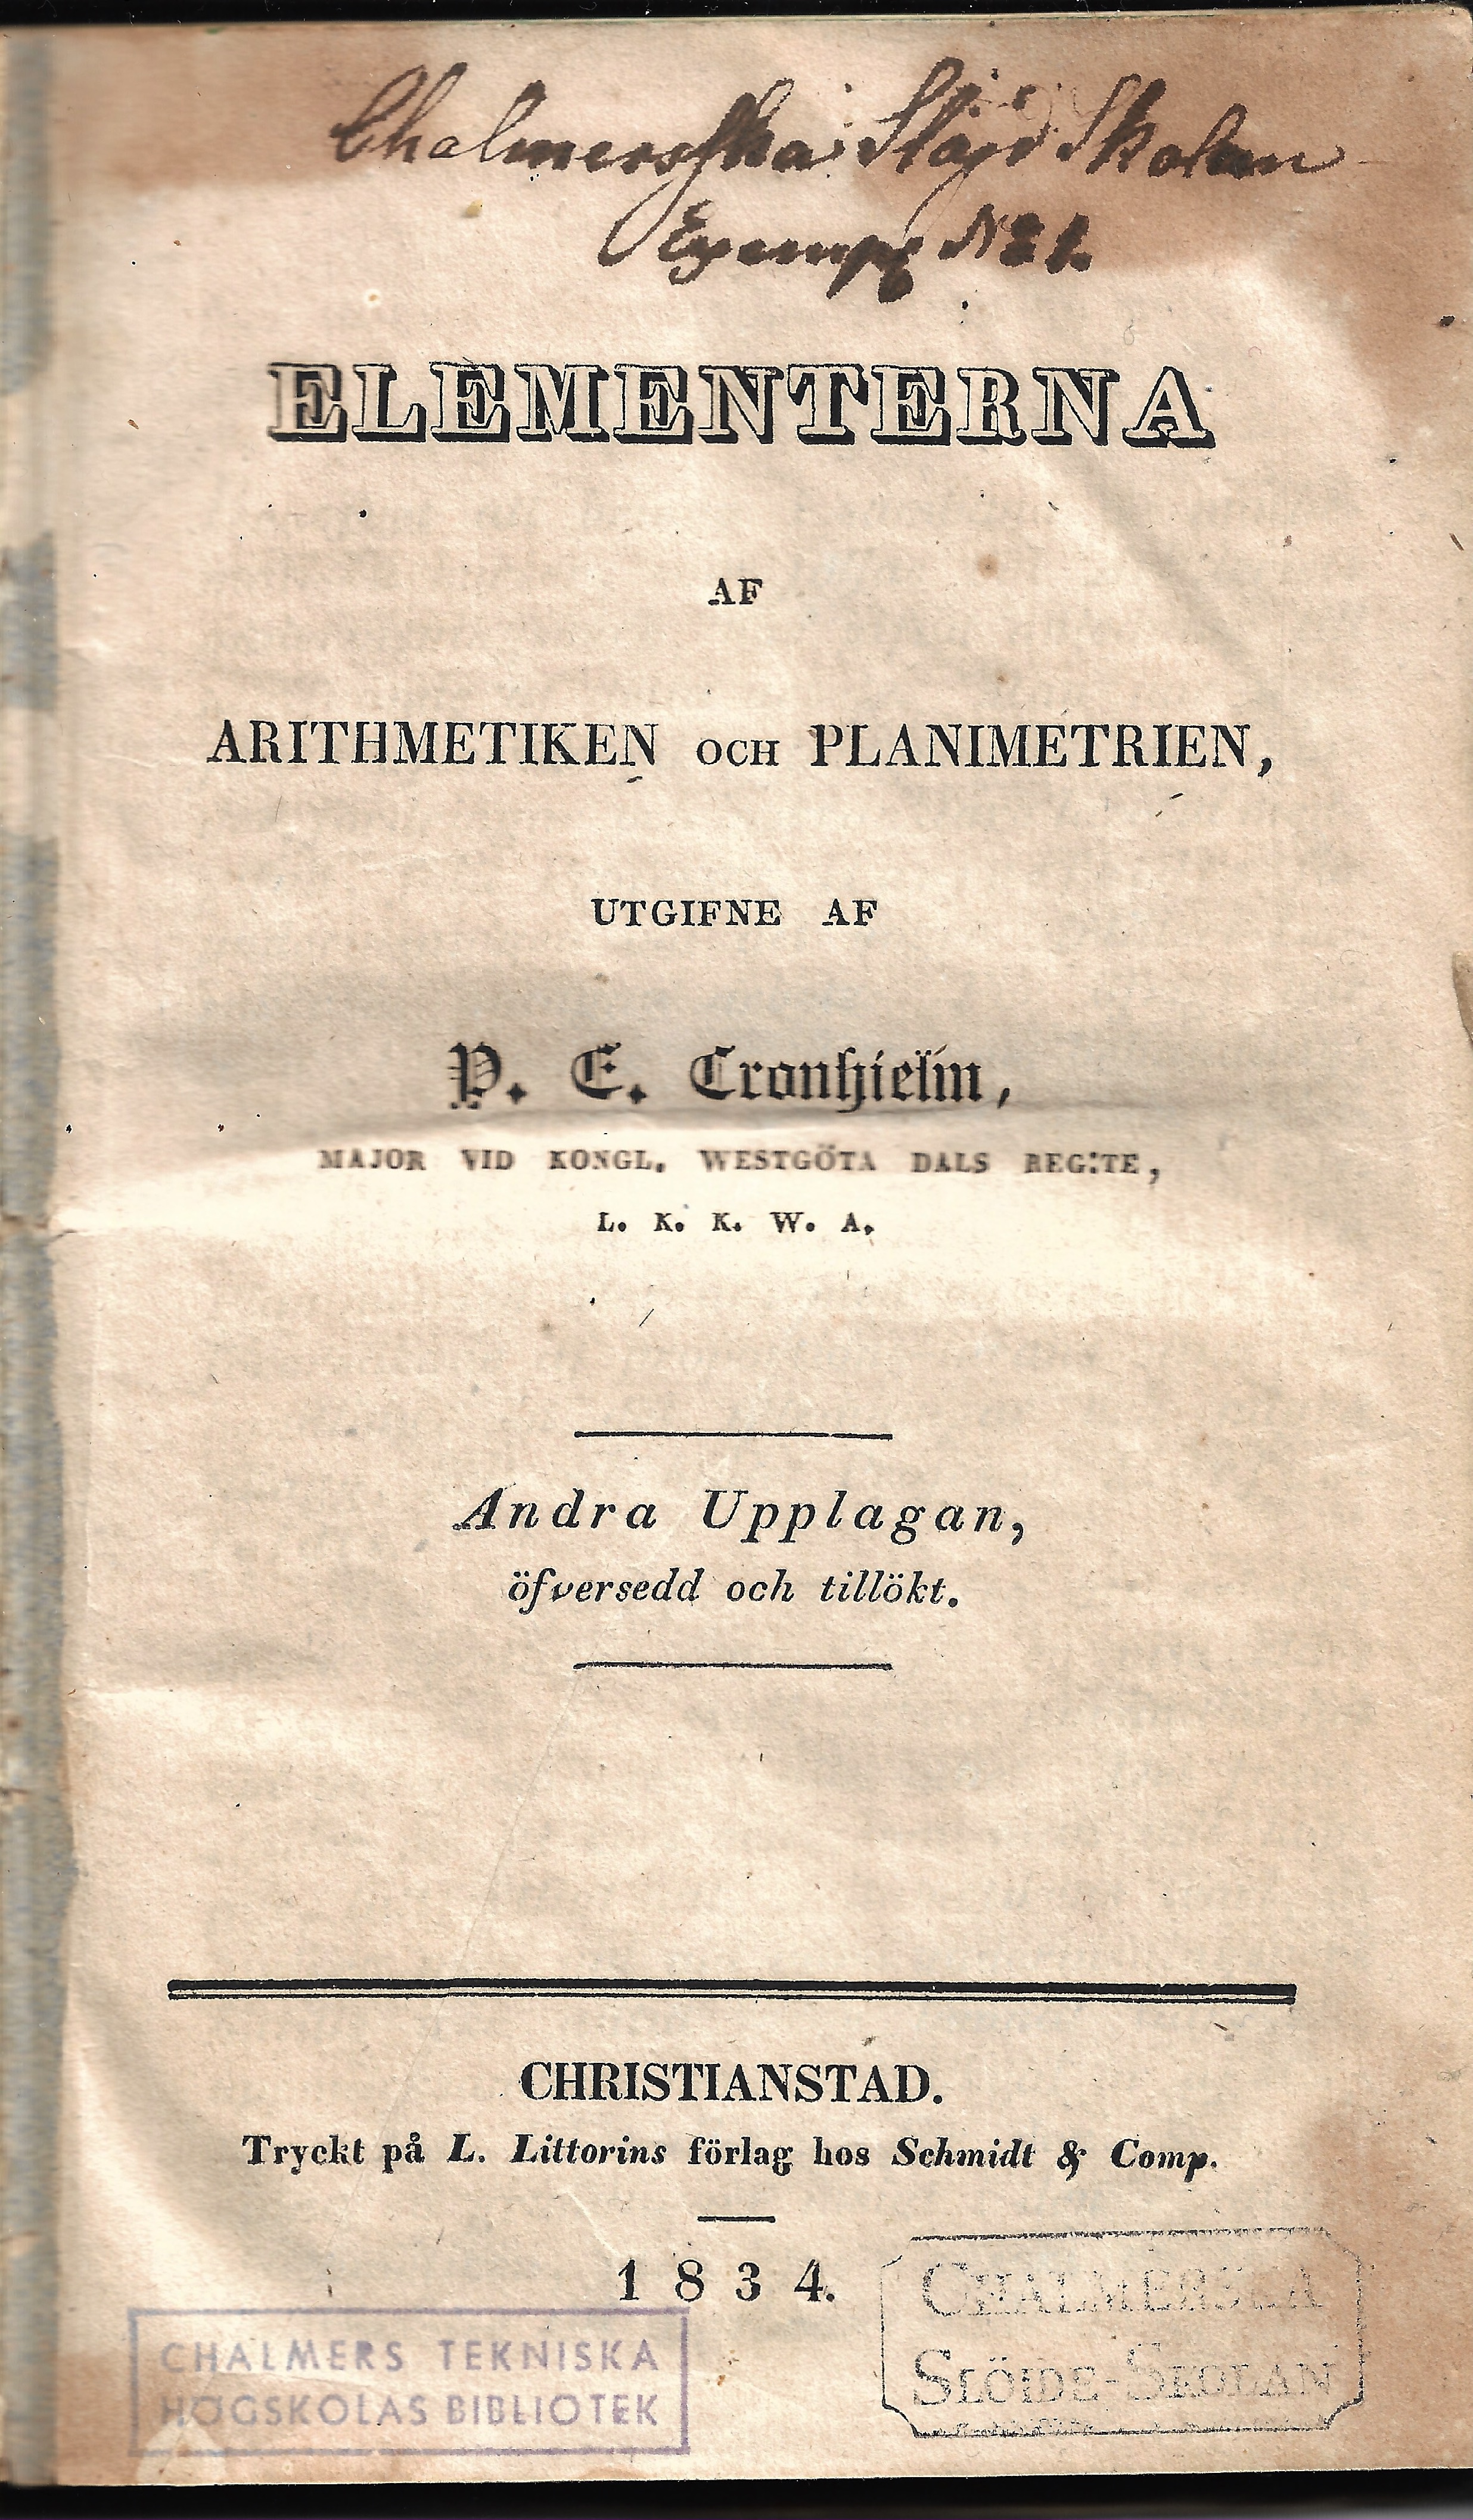 Chalmerska Slöjd Skolan
Exempl N:o 1.
ELEMENTERNA
AF
ARITHMETIKEN OCH PLANIMETRIEN,
UTGIFNE AF
P. E. Cronhielm,
MAJOR VID KONGL. WESTGÖTA DALS REG:TE,
L. K. K. W. A.
Andra Upplagan,
öfversedd och tillökt.
CHRISTIANSTAD.
Tryckt på L. Littorins förlag hos Schmidt & Comp.
1834.
CHALMERS TEKNISKA
HÖGSKOLAS BIBLIOTEK
CHALMERSKA
SLÖIDE-SKOLAN